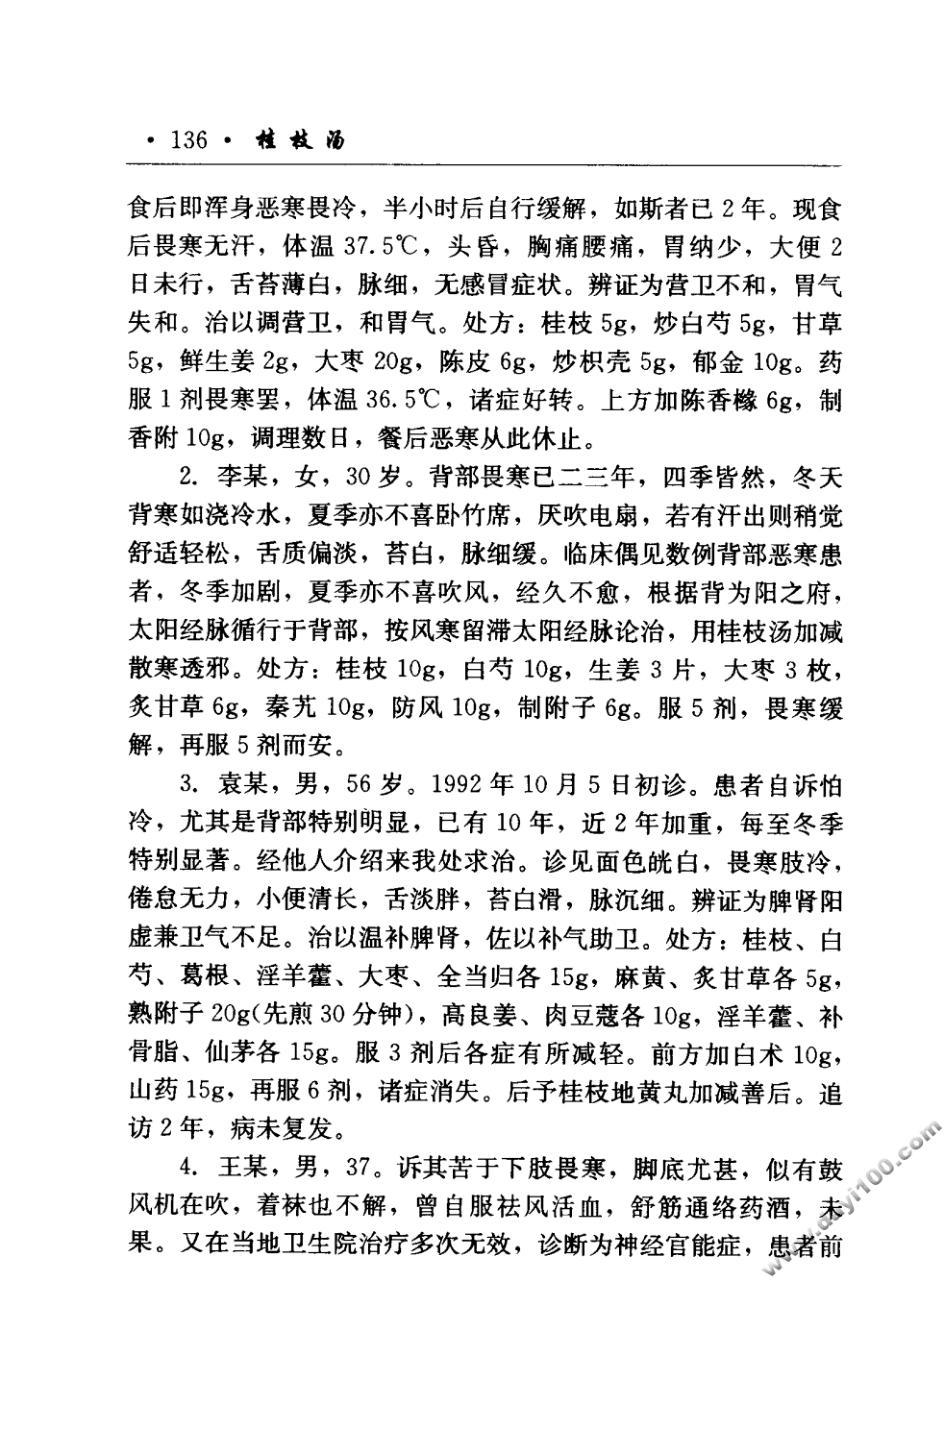 · 136 · 桂枝汤
食后即浑身恶寒畏冷，半小时后自行缓解，如斯者已 2 年。现食
后畏寒无汗，体温 37.5℃，头昏，胸痛腰痛，胃纳少，大便 2
日未行，舌苔薄白，脉细，无感冒症状。辨证为营卫不和，胃气
失和。治以调营卫，和胃气。处方：桂枝 5g，炒白芍 5g，甘草
5g，鲜生姜 2g，大枣 20g，陈皮 6g，炒枳壳 5g，郁金 10g。药
服 1 剂畏寒罢，体温 36.5℃，诸症好转。上方加陈香橼 6g，制
香附 10g，调理数日，餐后恶寒从此休止。
2. 李某，女，30 岁。背部畏寒已二三年，四季皆然，冬天
背寒如浇冷水，夏季亦不喜卧竹席，厌吹电扇，若有汗出则稍觉
舒适轻松，舌质偏淡，苔白，脉细缓。临床偶见数例背部恶寒患
者，冬季加剧，夏季亦不喜吹风，经久不愈，根据背为阳之府，
太阳经脉循行于背部，按风寒留滞太阳经脉论治，用桂枝汤加减
散寒透邪。处方：桂枝 10g，白芍 10g，生姜 3 片，大枣 3 枚，
炙甘草 6g，秦艽 10g，防风 10g，制附子 6g。服 5 剂，畏寒缓
解，再服 5 剂而安。
3. 袁某，男，56 岁。1992 年 10 月 5 日初诊。患者自诉怕
冷，尤其是背部特别明显，已有 10 年，近 2 年加重，每至冬季
特别显著。经他人介绍来我处求治。诊见面色㿠白，畏寒肢冷，
倦怠无力，小便清长，舌淡胖，苔白滑，脉沉细。辨证为脾肾阳
虚兼卫气不足。治以温补脾肾，佐以补气助卫。处方：桂枝、白
芍、葛根、淫羊藿、大枣、全当归各 15g，麻黄、炙甘草各 5g，
熟附子 20g(先煎 30 分钟)，高良姜、肉豆蔻各 10g，淫羊藿、补
骨脂、仙茅各 15g。服 3 剂后各症有所减轻。前方加白术 10g，
山药 15g，再服 6 剂，诸症消失。后予桂枝地黄丸加减善后。追
访 2 年，病未复发。
4. 王某，男，37。诉其苦于下肢畏寒，脚底尤甚，似有鼓
风机在吹，着袜也不解，曾自服祛风活血，舒筋通络药酒，未
果。又在当地卫生院治疗多次无效，诊断为神经官能症，患者前